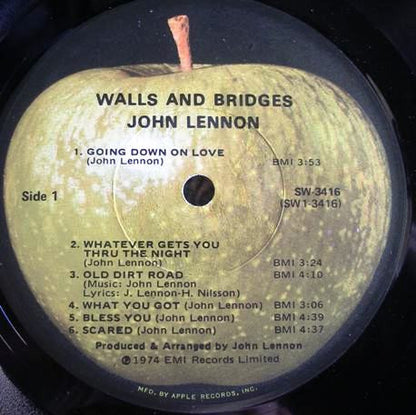 WALLS AND BRIDGES
JOHN LENNON
1. GOING DOWN ON LOVE
(John Lennon) BMI 3:53
Side 1
SW-3416
(SW1-3416)
2. WHATEVER GETS YOU
THRU THE NIGHT
(John Lennon) BMI 3:24
3. OLD DIRT ROAD BMI 4:10
(Music: John Lennon
Lyrics: J. Lennon-H. Nilsson)
4. WHAT YOU GOT (John Lennon) BMI 3:06
5. BLESS YOU (John Lennon) BMI 4:39
6. SCARED (John Lennon) BMI 4:37
Produced & Arranged by John Lennon
℗1974 EMI Records Limited
MFD. BY APPLE RECORDS, INC.